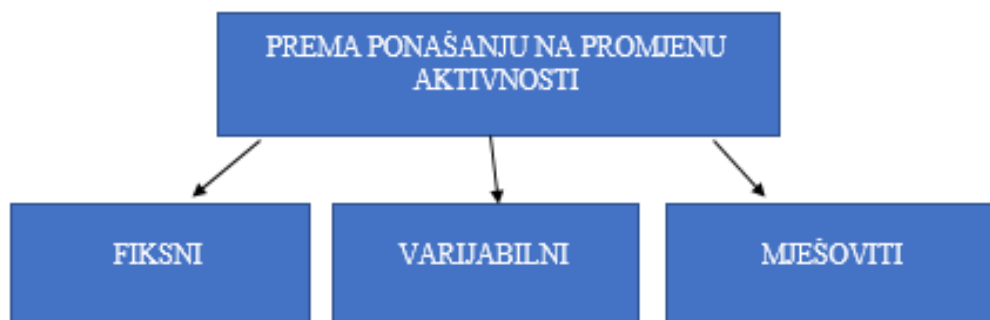 PREMA PONAŠANJU NA PROMJENU
AKTIVNOSTI
FIKSNI
VARIJABILNI
MJEŠOVITI